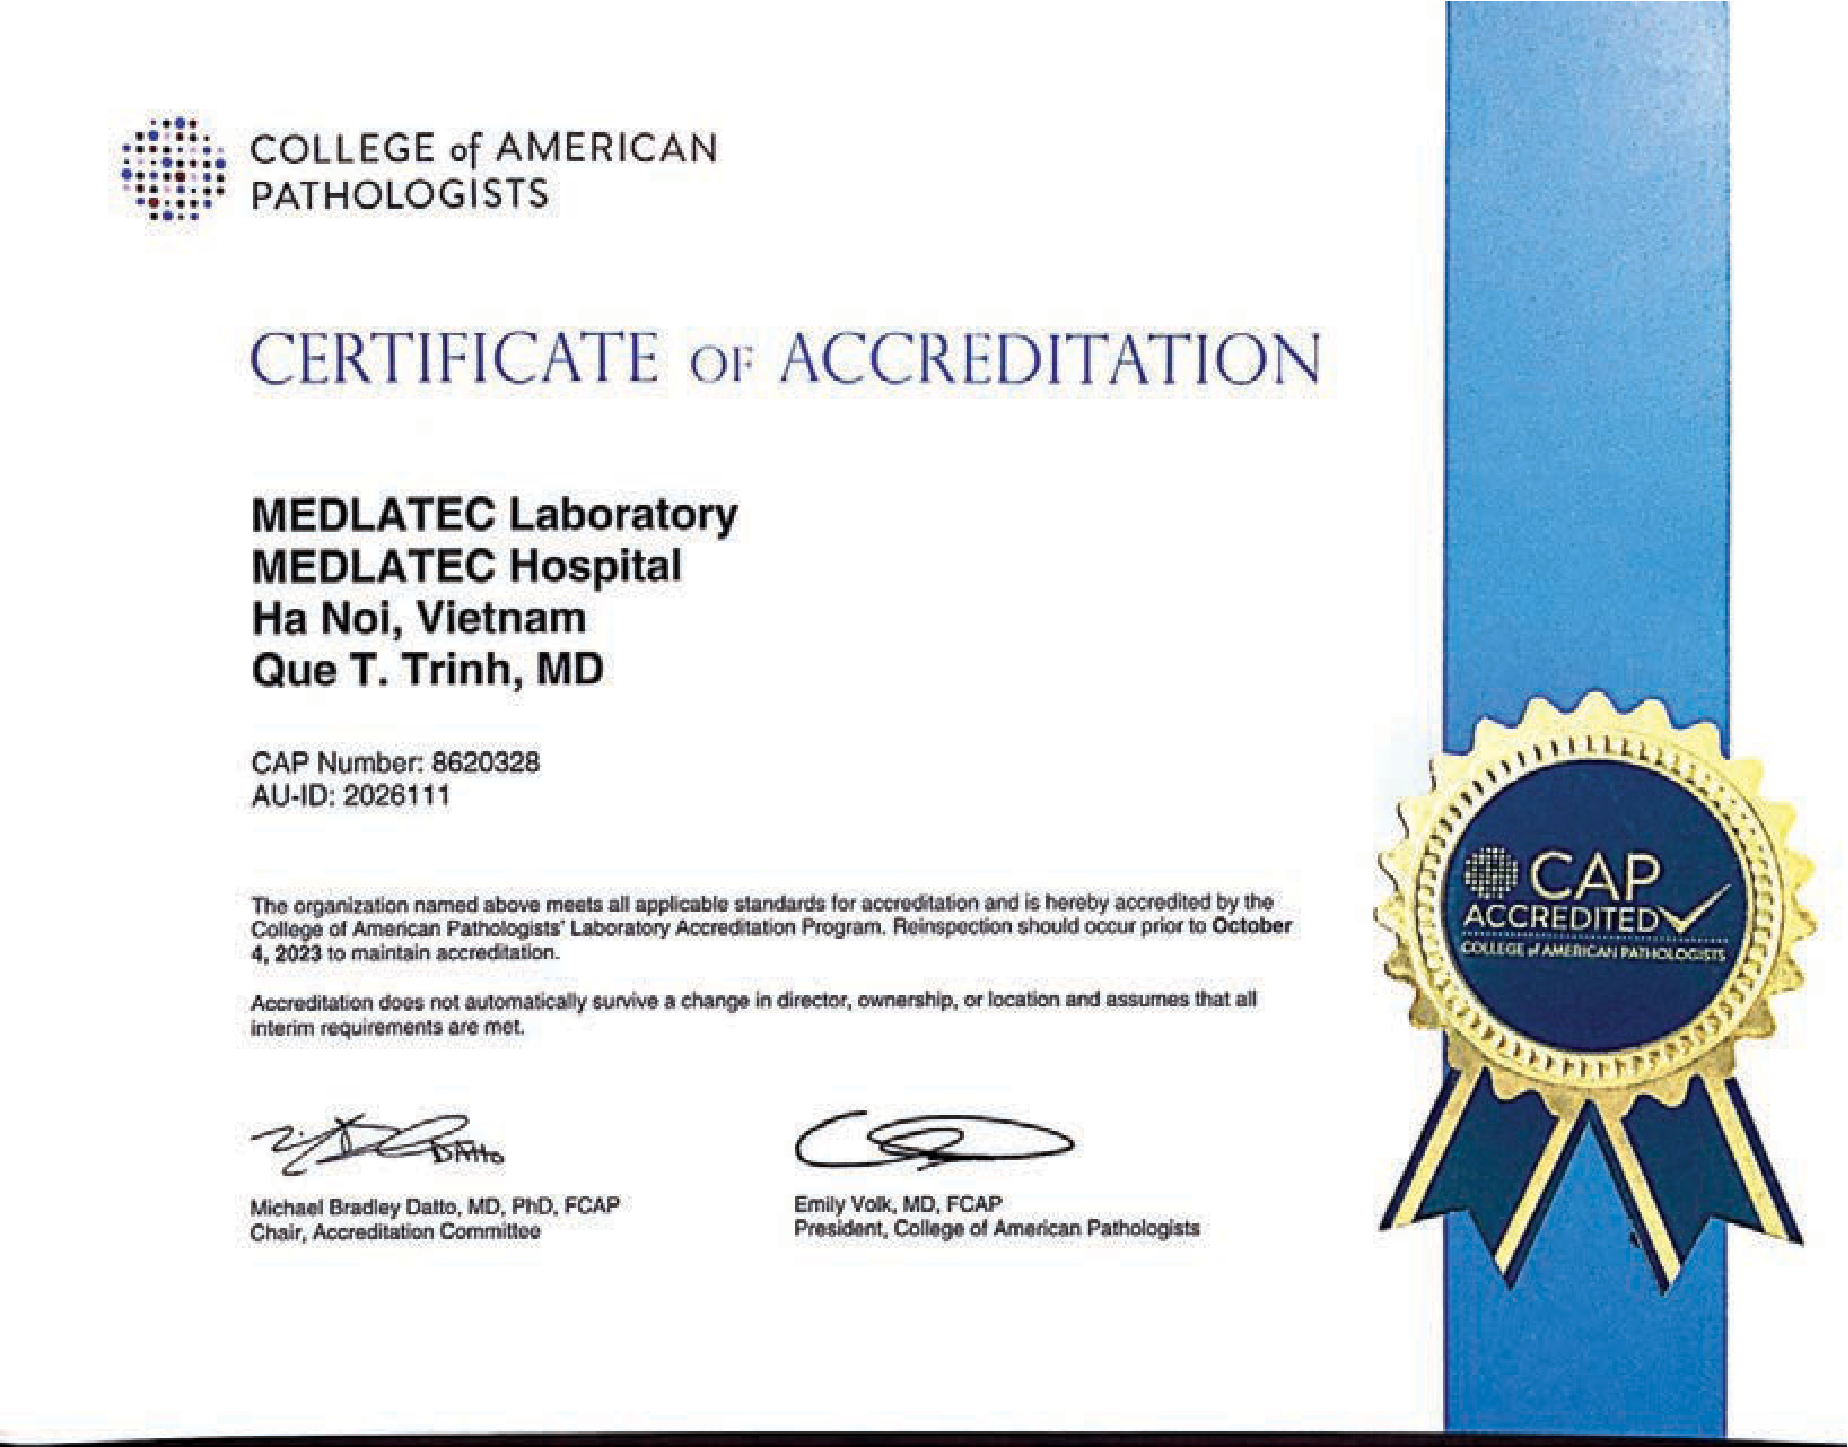 COLLEGE of AMERICAN
PATHOLOGISTS
CERTIFICATE OF ACCREDITATION
MEDLATEC Laboratory
MEDLATEC Hospital
Ha Noi, Vietnam
Que T. Trinh, MD
CAP Number: 8620328
AU-ID: 2026111
The organization named above meets all applicable standards for accreditation and is hereby accredited by the
College of American Pathologists' Laboratory Accreditation Program. Reinspection should occur prior to October
4, 2023 to maintain accreditation.
Accreditation does not automatically survive a change in director, ownership, or location and assumes that all
interim requirements are met.
DAtto
Michael Bradley Datto, MD, PhD, FCAP
Chair, Accreditation Committee
Emily Volk, MD, FCAP
President, College of American Pathologists
CAP
ACCREDITED
COLLEGE of AMERICAN PATHOLOGISTS